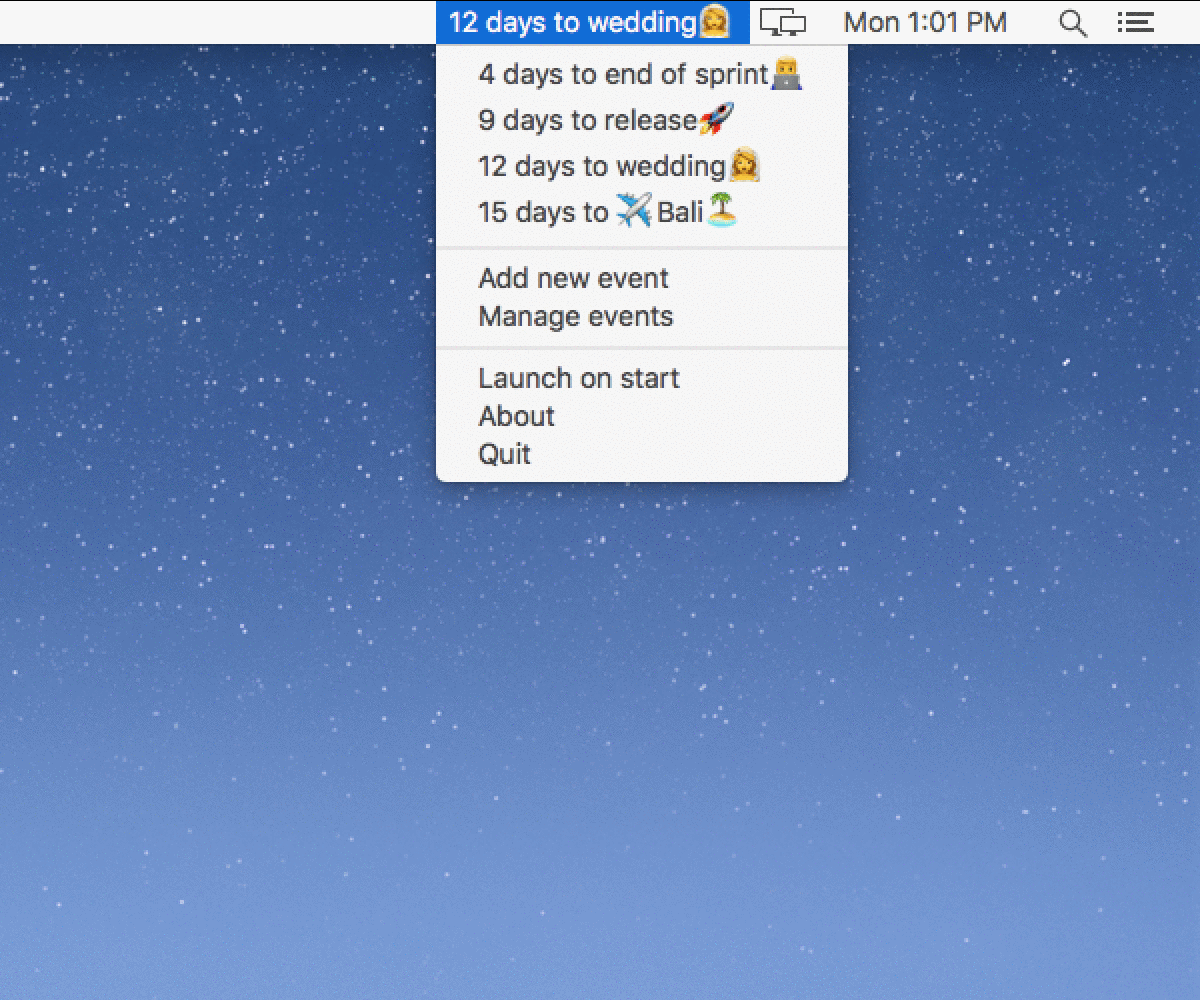 12 days to wedding👰 Mon 1:01 PM
4 days to end of sprint👨‍💻
9 days to release🚀
12 days to wedding👰
15 days to ✈️ Bali🏝
Add new event
Manage events
Launch on start
About
Quit